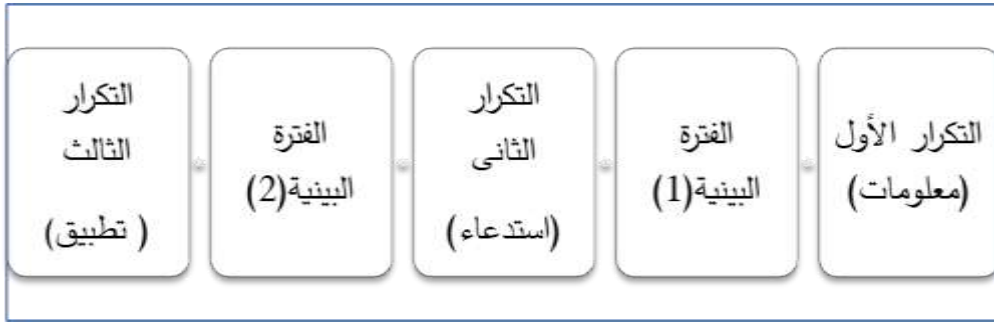 التكرار الأول
(معلومات)
الفترة
البينية(1)
التكرار
الثانى
(استدعاء)
الفترة
البينية(2)
التكرار
الثالث
( تطبيق)